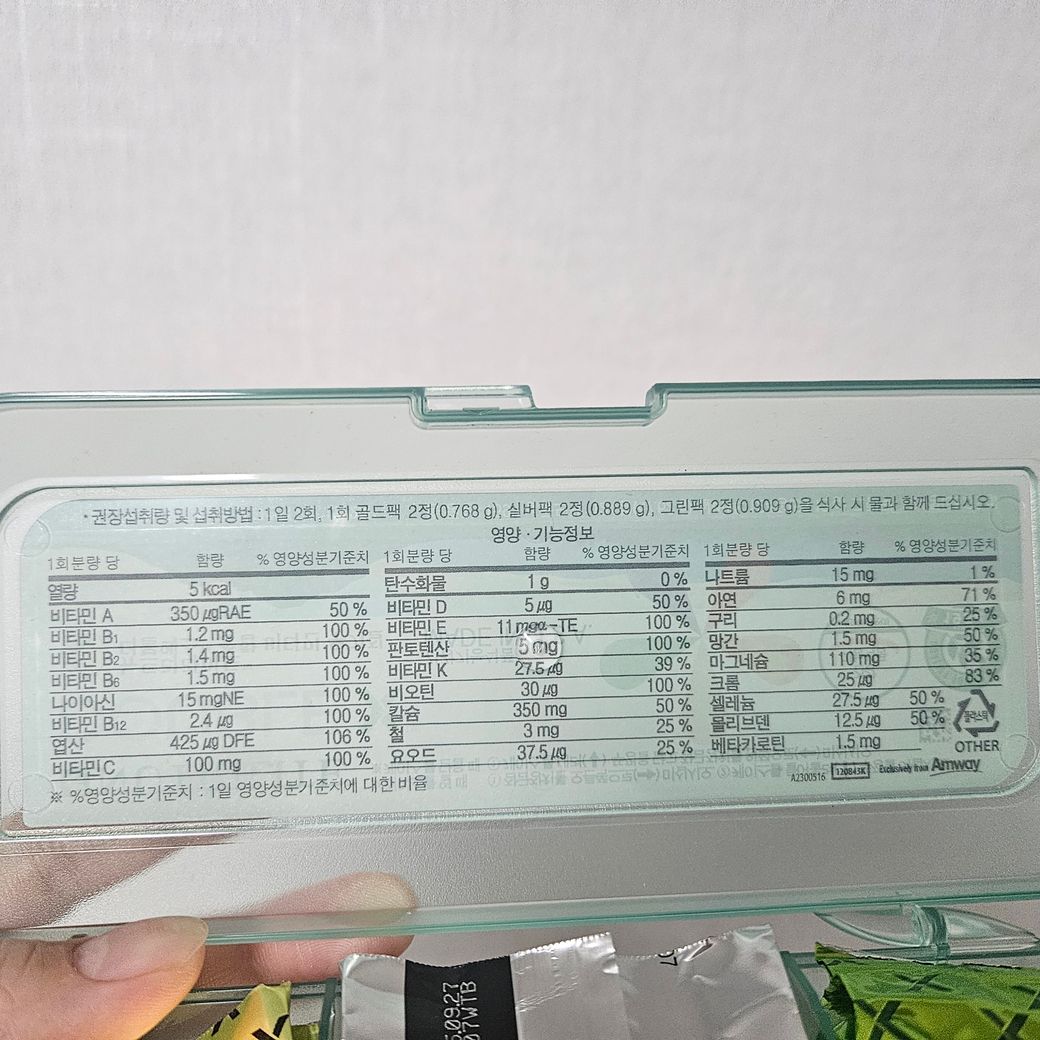 • 권장섭취량 및 섭취방법 : 1일 2회, 1회 골드팩 2정(0.768 g), 실버팩 2정(0.889 g), 그린팩 2정(0.909 g)을 식사 시 물과 함께 드십시오.
영양 · 기능정보
1회분량 당 함량 % 영양성분기준치
열량 5 kcal
비타민 A 350 μgRAE 50 %
비타민 B1 1.2 mg 100 %
비타민 B2 1.4 mg 100 %
비타민 B6 1.5 mg 100 %
나이아신 15 mgNE 100 %
비타민 B12 2.4 μg 100 %
엽산 425 μg DFE 106 %
비타민 C 100 mg 100 %
1회분량 당 함량 % 영양성분기준치
탄수화물 1 g 0 %
비타민 D 5 μg 50 %
비타민 E 11 mgα-TE 100 %
판토텐산 5 mg 100 %
비타민 K 27.5 μg 39 %
비오틴 30 μg 100 %
칼슘 350 mg 50 %
철 3 mg 25 %
요오드 37.5 μg 25 %
1회분량 당 함량 % 영양성분기준치
나트륨 15 mg 1 %
아연 6 mg 71 %
구리 0.2 mg 25 %
망간 1.5 mg 50 %
마그네슘 110 mg 35 %
크롬 25 μg 83 %
셀레늄 27.5 μg 50 %
몰리브덴 12.5 μg 50 %
베타카로틴 1.5 mg
플라스틱
OTHER
※ %영양성분기준치 : 1일 영양성분기준치에 대한 비율
A2300516 120843K Exclusively from Amway
5.09.27
07WTB
07